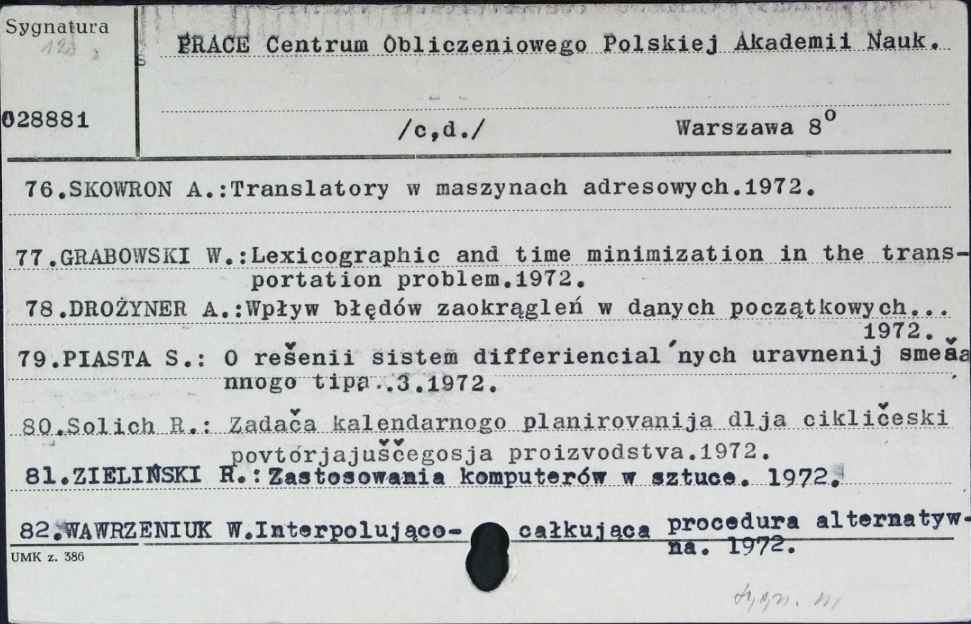 Sygnatura
PRACE Centrum Obliczeniowego Polskiej Akademii Nauk.
028881
/c,d./ Warszawa 8°
76.SKOWRON A.:Translatory w maszynach adresowych.1972.
77.GRABOWSKI W.:Lexicographic and time minimization in the trans-
portation problem.1972.
78.DROŻYNER A.:Wpływ błędów zaokrągleń w danych początkowych...
1972.
79.PIASTA S.: O rešenii sistem differiencial´nych uravnenij smeša
nnogo tipa..3.1972.
80.Solich R.: Zadača kalendarnogo planirovanija dlja cikličeski
povtorjajuščegosja proizvodstva.1972.
81.ZIELIŃSKI R.:Zastosowania komputerów w sztuce. 1972.
82.WAWRZENIUK W.Interpolująco- całkująca procedura alternatyw-
na. 1972.
UMK z. 386